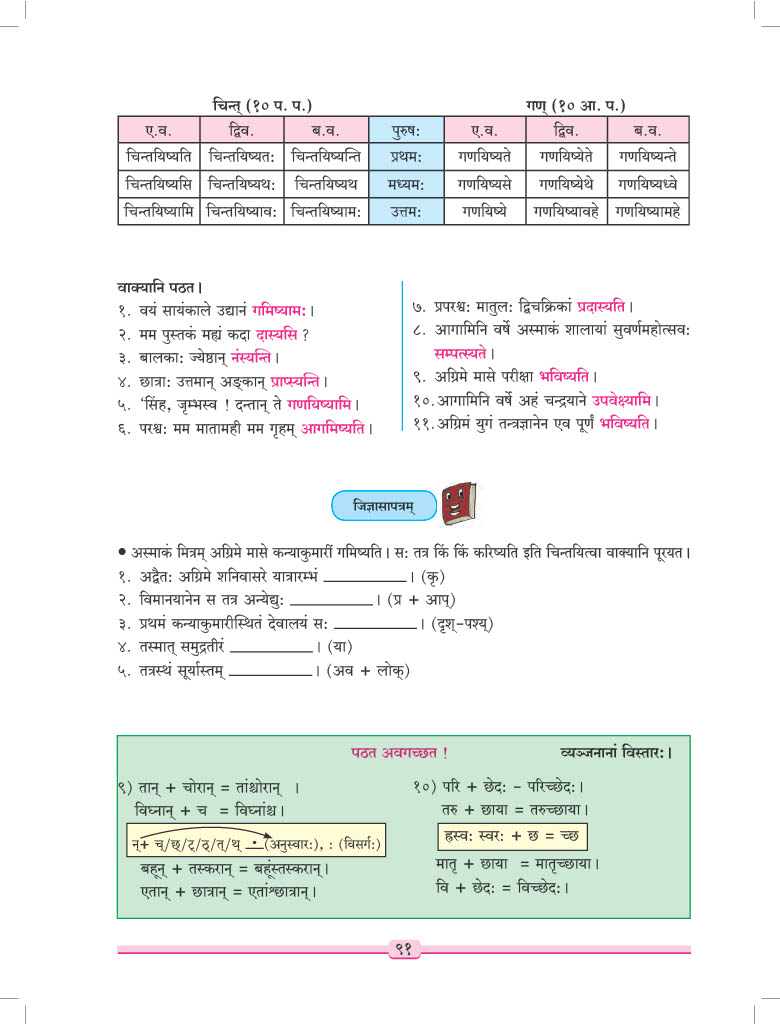 चिन्त् (१० प. प.) गण् (१० आ. प.)
ए.व. द्विव. ब.व. पुरुषः ए.व. द्विव. ब.व.
चिन्तयिष्यति चिन्तयिष्यतः चिन्तयिष्यन्ति प्रथमः गणयिष्यते गणयिष्येते गणयिष्यन्ते
चिन्तयिष्यसि चिन्तयिष्यथः चिन्तयिष्यथ मध्यमः गणयिष्यसे गणयिष्येथे गणयिष्यध्वे
चिन्तयिष्यामि चिन्तयिष्यावः चिन्तयिष्यामः उत्तमः गणयिष्ये गणयिष्यावहे गणयिष्यामहे
वाक्यानि पठत।
१. वयं सायंकाले उद्यानं गमिष्यामः।
२. मम पुस्तकं मह्यं कदा दास्यसि ?
३. बालकाः ज्येष्ठान् नंस्यन्ति।
४. छात्राः उत्तमान् अङ्कान् प्राप्स्यन्ति।
५. ‘सिंह, जृम्भस्व ! दन्तान् ते गणयिष्यामि।
६. परश्वः मम मातामही मम गृहम् आगमिष्यति।
७. प्रपरश्वः मातुलः द्विचक्रिकां प्रदास्यति।
८. आगामिनि वर्षे अस्माकं शालायां सुवर्णमहोत्सवः
सम्पत्स्यते।
९. अग्रिमे मासे परीक्षा भविष्यति।
१०. आगामिनि वर्षे अहं चन्द्रयाने उपवेक्ष्यामि।
११. अग्रिमं युगं तन्त्रज्ञानेन एव पूर्णं भविष्यति।
जिज्ञासापत्रम्
● अस्माकं मित्रम् अग्रिमे मासे कन्याकुमारीं गमिष्यति। सः तत्र किं किं करिष्यति इति चिन्तयित्वा वाक्यानि पूरयत।
१. अद्वैतः अग्रिमे शनिवासरे यात्रारम्भं __________। (कृ)
२. विमानयानेन स तत्र अन्येद्युः __________। (प्र + आप्)
३. प्रथमं कन्याकुमारीस्थितं देवालयं सः __________। (दृश्-पश्य्)
४. तस्मात् समुद्रतीरं __________। (या)
५. तत्रस्थं सूर्यास्तम् __________। (अव + लोक्)
पठत अवगच्छत ! व्यञ्जनानां विस्तारः।
९) तान् + चोरान् = तांश्चोरान् ।
विघ्नान् + च = विघ्नांश्च।
न्+ च्/छ्/ट्/ठ्/त्/थ् __ं (अनुस्वारः), : (विसर्गः)
बहून् + तस्करान् = बहूंस्तस्करान्।
एतान् + छात्रान् = एतांश्छात्रान्।
१०) परि + छेदः - परिच्छेदः।
तरु + छाया = तरुच्छाया।
ह्रस्वः स्वरः + छ = च्छ
मातृ + छाया = मातृच्छाया।
वि + छेदः = विच्छेदः।
९१